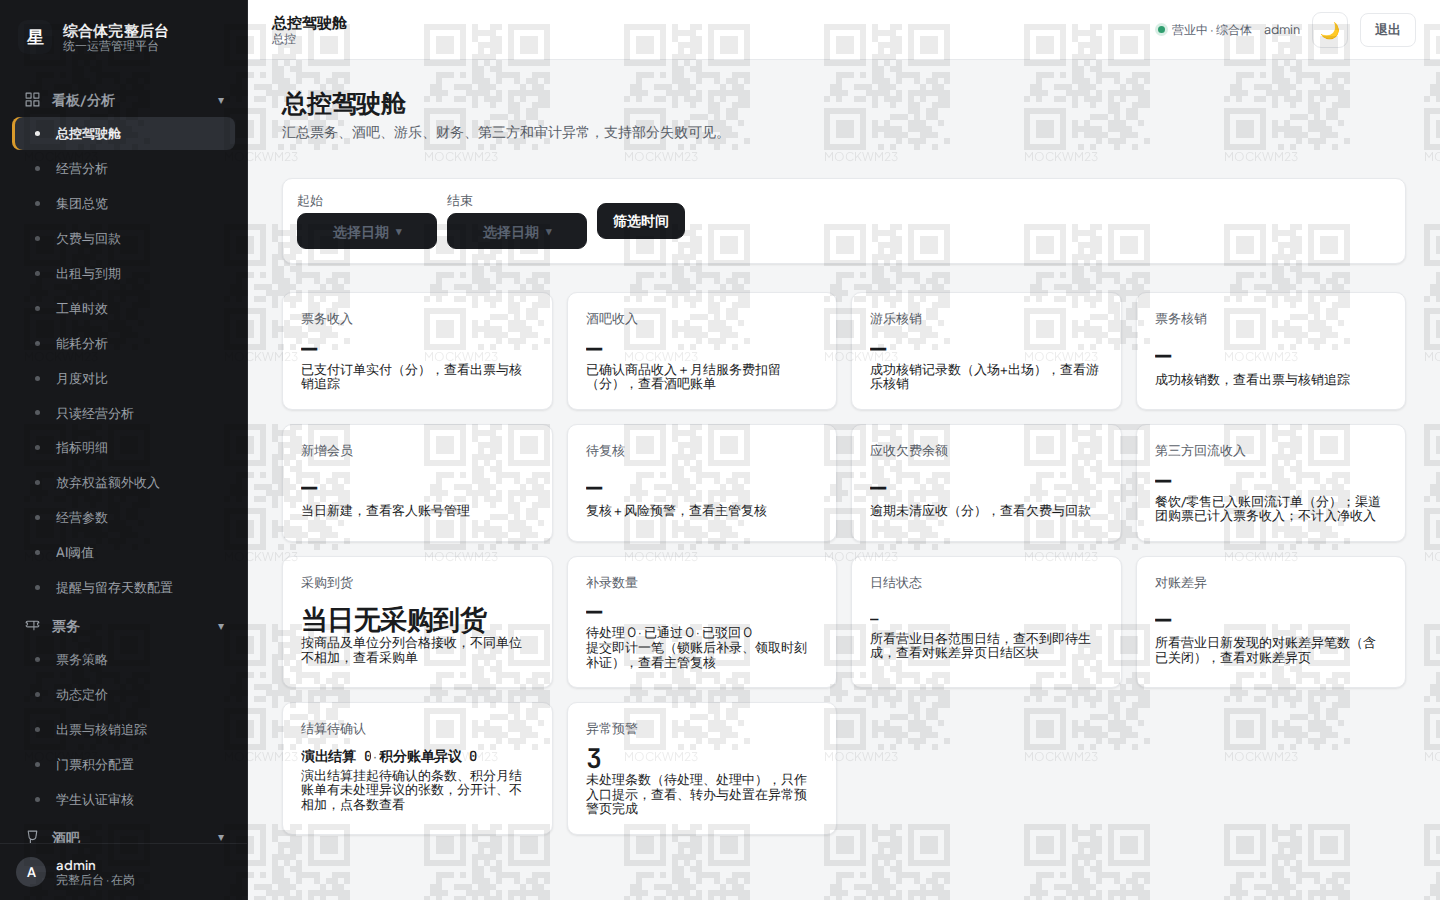 星
综合体完整后台
统一运营管理平台
看板/分析 ▾
总控驾驶舱
经营分析
集团总览
欠费与回款
出租与到期
工单时效
能耗分析
月度对比
只读经营分析
指标明细
放弃权益额外收入
经营参数
AI阈值
提醒与留存天数配置
票务 ▾
票务策略
动态定价
出票与核销追踪
门票积分配置
学生认证审核
酒吧 ▾
A
admin
完整后台·在岗
总控驾驶舱
总控
营业中·综合体 admin 退出
总控驾驶舱
汇总票务、酒吧、游乐、财务、第三方和审计异常，支持部分失败可见。
起始 结束
选择日期 ▾ 选择日期 ▾ 筛选时间
票务收入
—
已支付订单实付（分），查看出票与核
销追踪
酒吧收入
—
已确认商品收入＋月结服务费扣留
（分），查看酒吧账单
游乐核销
—
成功核销记录数（入场+出场），查看游
乐核销
票务核销
—
成功核销数，查看出票与核销追踪
新增会员
—
当日新建，查看客人账号管理
待复核
—
复核＋风险预警，查看主管复核
应收欠费余额
—
逾期未清应收（分），查看欠费与回款
第三方回流收入
—
餐饮/零售已入账回流订单（分）；渠道
团购票已计入票务收入；不计入净收入
采购到货
当日无采购到货
按商品及单位分列合格接收，不同单位
不相加，查看采购单
补录数量
—
待处理 0 · 已通过 0 · 已驳回 0
提交即计一笔（锁账后补录、领取时刻
补证），查看主管复核
日结状态
–
所看营业日各范围日结，查不到即待生
成，查看对账差异页日结区块
对账差异
—
所看营业日新发现的对账差异笔数（含
已关闭），查看对账差异页
结算待确认
演出结算 0 · 积分账单异议 0
演出结算挂起待确认的条数、积分月结
账单有未处理异议的张数，分开计、不
相加，点各数查看
异常预警
3
未处理条数（待处理、处理中），只作
入口提示，查看、转办与处置在异常预
警页完成
MOCKWM23